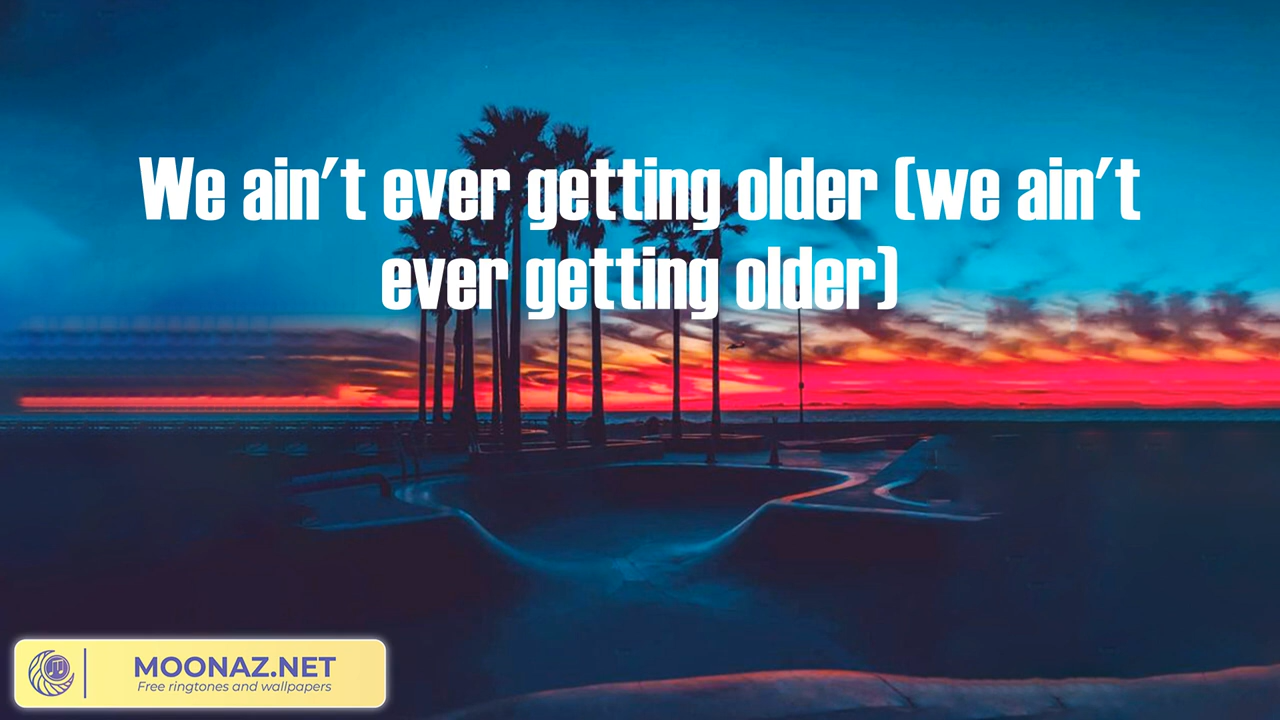 We ain't ever getting older (we ain't
ever getting older)
MOONAZ.NET
Free ringtones and wallpapers